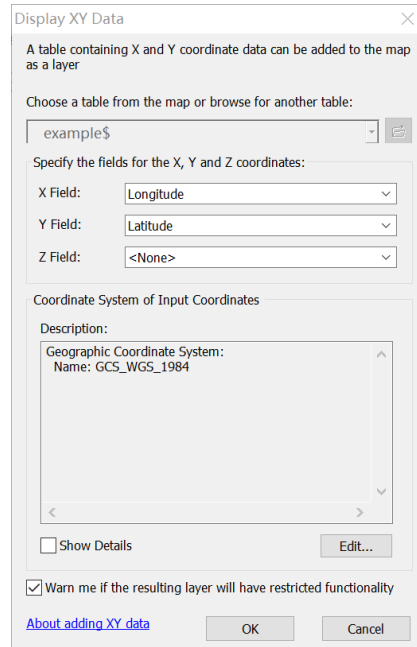 Display XY Data
A table containing X and Y coordinate data can be added to the map
as a layer
Choose a table from the map or browse for another table:
example$
Specify the fields for the X, Y and Z coordinates:
X Field:
Longitude
Y Field:
Latitude
Z Field:
<None>
Coordinate System of Input Coordinates
Description:
Geographic Coordinate System:
Name: GCS_WGS_1984
Show Details
Edit...
Warn me if the resulting layer will have restricted functionality
About adding XY data
OK
Cancel